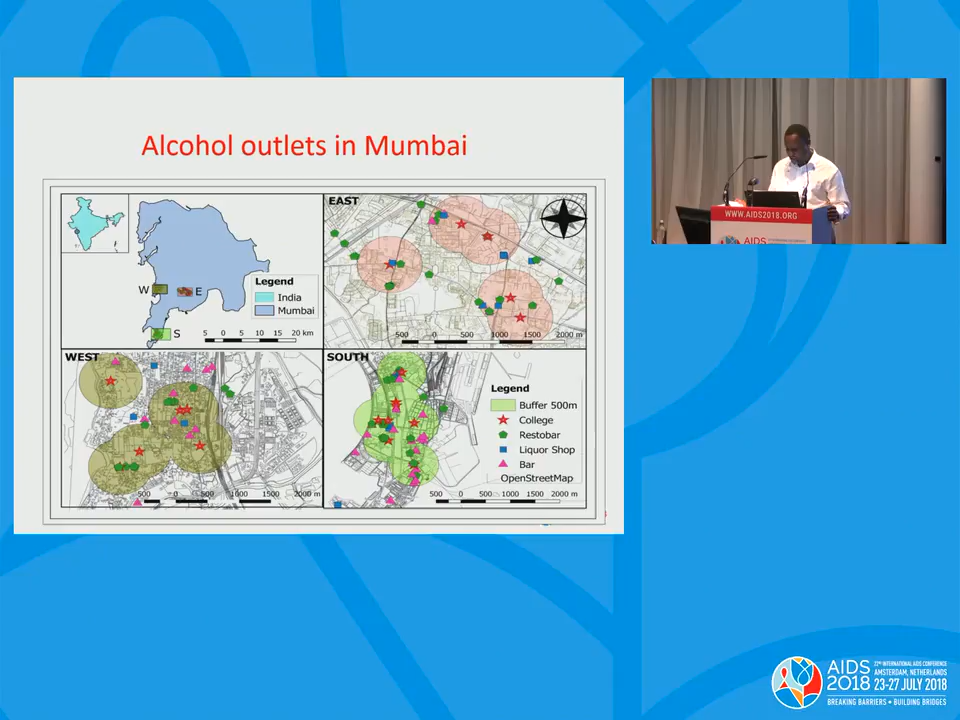 Alcohol outlets in Mumbai
W
E
S
Legend
India
Mumbai
5 0 5 10 15 20 km
EAST
500 0 500 1000 1500 2000 m
WEST
500 0 500 1000 1500 2000 m
SOUTH
Legend
Buffer 500m
College
Restobar
Liquor Shop
Bar
OpenStreetMap
500 0 500 1000 1500 2000 m
WWW.AIDS2018.ORG
AIDS
AIDS 2018
22ND INTERNATIONAL AIDS CONFERENCE
AMSTERDAM, NETHERLANDS
23-27 JULY 2018
BREAKING BARRIERS • BUILDING BRIDGES